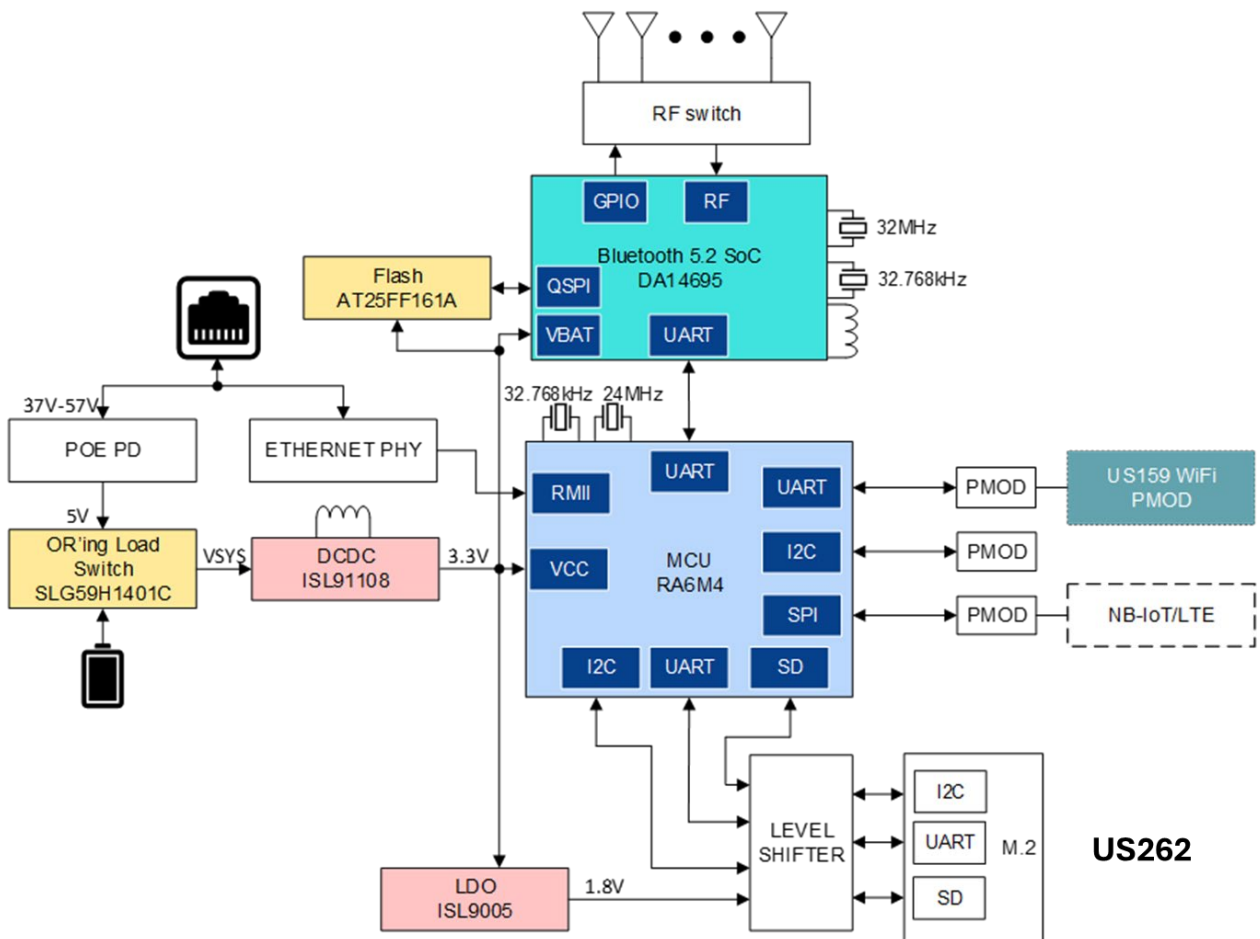 RF switch
GPIO
RF
32MHz
Bluetooth 5.2 SoC
DA14695
Flash
AT25FF161A
QSPI
32.768kHz
VBAT
UART
32.768kHz
24MHz
37V-57V
POE PD
ETHERNET PHY
UART
UART
PMOD
US159 WiFi
PMOD
RMII
5V
OR'ing Load
Switch
SLG59H1401C
VSYS
DCDC
ISL91108
3.3V
VCC
MCU
RA6M4
I2C
PMOD
SPI
PMOD
NB-IoT/LTE
I2C
UART
SD
I2C
LEVEL
SHIFTER
UART
M.2
US262
SD
LDO
ISL9005
1.8V